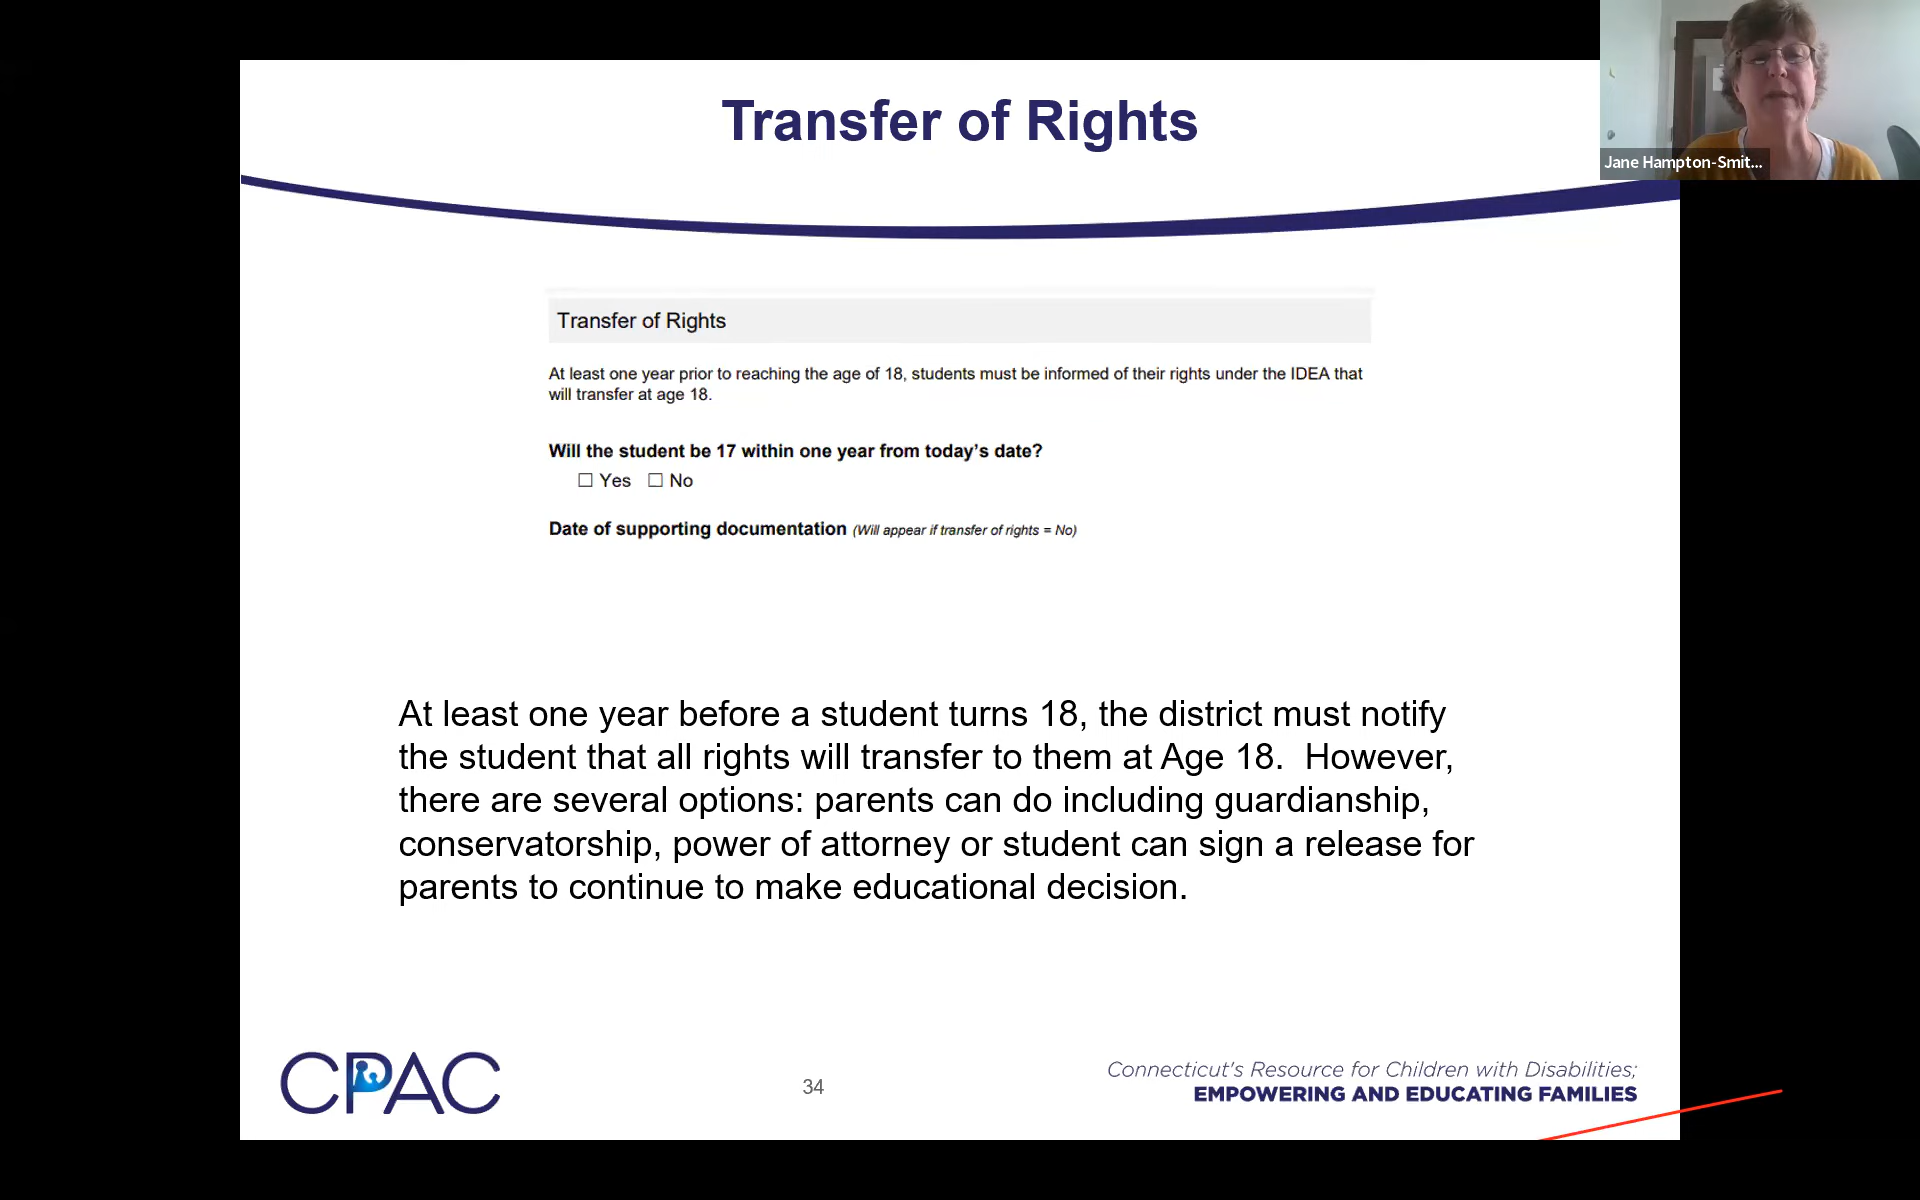 Transfer of Rights
Jane Hampton-Smit...
Transfer of Rights
At least one year prior to reaching the age of 18, students must be informed of their rights under the IDEA that
will transfer at age 18.
Will the student be 17 within one year from today’s date?
☐ Yes ☐ No
Date of supporting documentation (Will appear if transfer of rights = No)
At least one year before a student turns 18, the district must notify
the student that all rights will transfer to them at Age 18.  However,
there are several options: parents can do including guardianship,
conservatorship, power of attorney or student can sign a release for
parents to continue to make educational decision.
CPAC
34
Connecticut's Resource for Children with Disabilities;
EMPOWERING AND EDUCATING FAMILIES